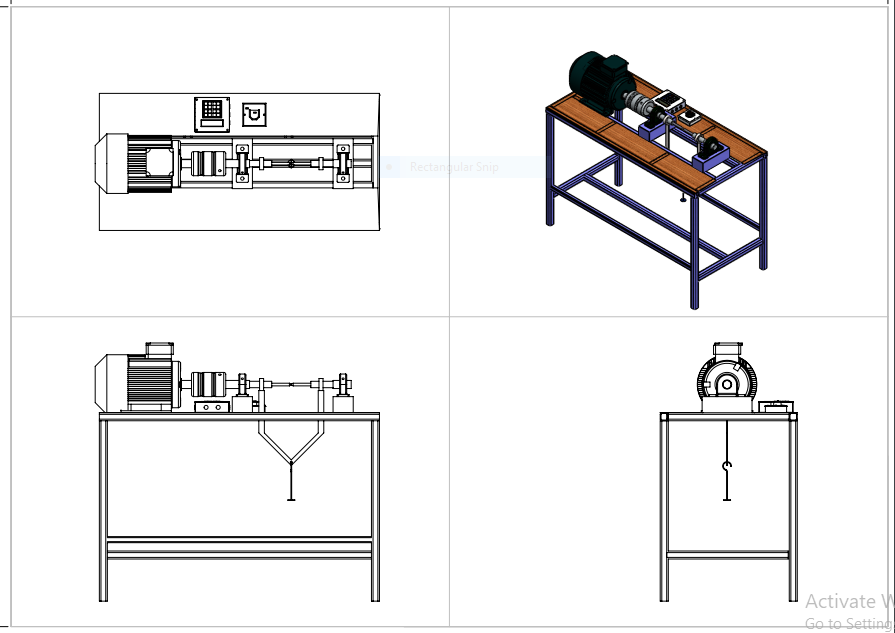 Rectangular Snip
Activate W
Go to Setting